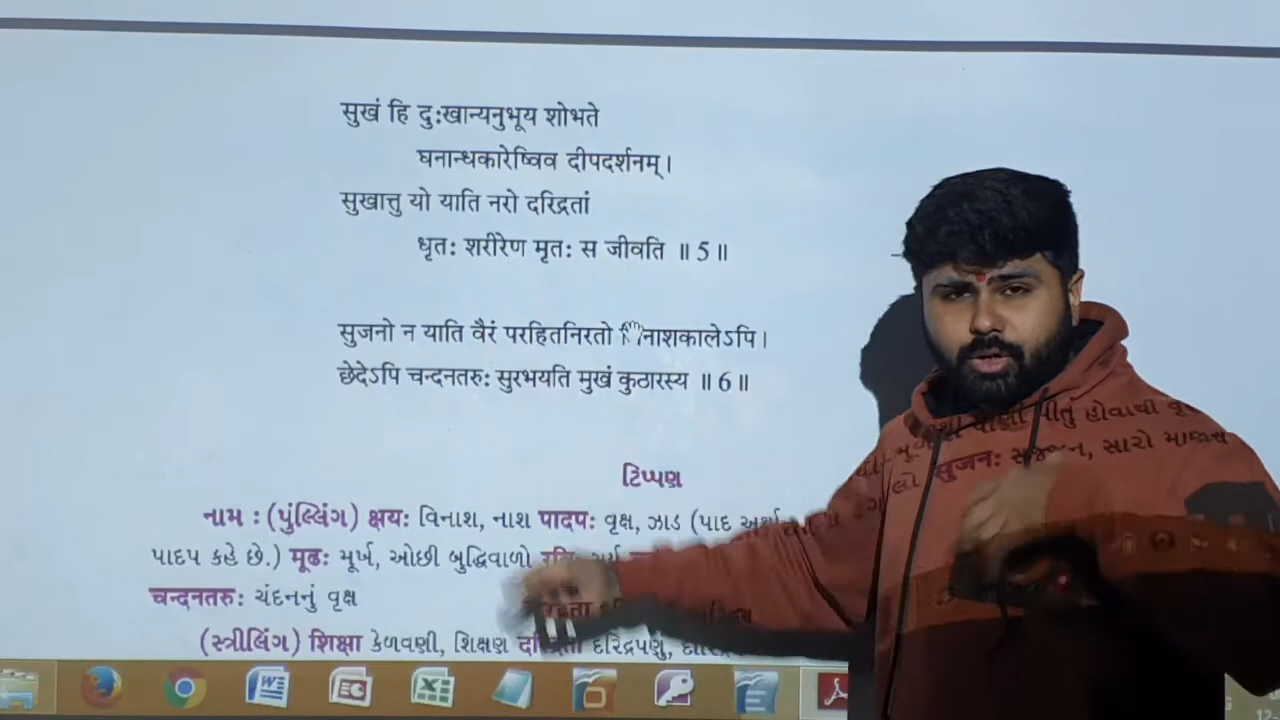 सुखं हि दुःखान्यनुभूय शोभते
घनान्धकारेष्विव दीपदर्शनम्।
सुखात्तु यो याति नरो दरिद्रतां
धृतः शरीरेण मृतः स जीवति ॥ 5 ॥
सुजनो न याति वैरं परहितनिरतो नाशकालेऽपि।
छेदेऽपि चन्दनतरुः सुरभयति मुखं कुठारस्य ॥ 6 ॥
ટિપ્પણ
નામ : (પુંલ્લિંગ) क्षयः વિનાશ, નાશ पादपः વૃક્ષ, ઝાડ (પાદ પીતું હોવાથી
પાદપ કહે છે.) मूढः મૂર્ખ, ઓછી બુદ્ધિવાળો सुजनः સજ્જન, સારો માણસ
चन्दनतरुः ચંદનનું વૃક્ષ
(સ્ત્રીલિંગ) शिक्षा કેળવણી, શિક્ષણ દરિદ્રપણું,